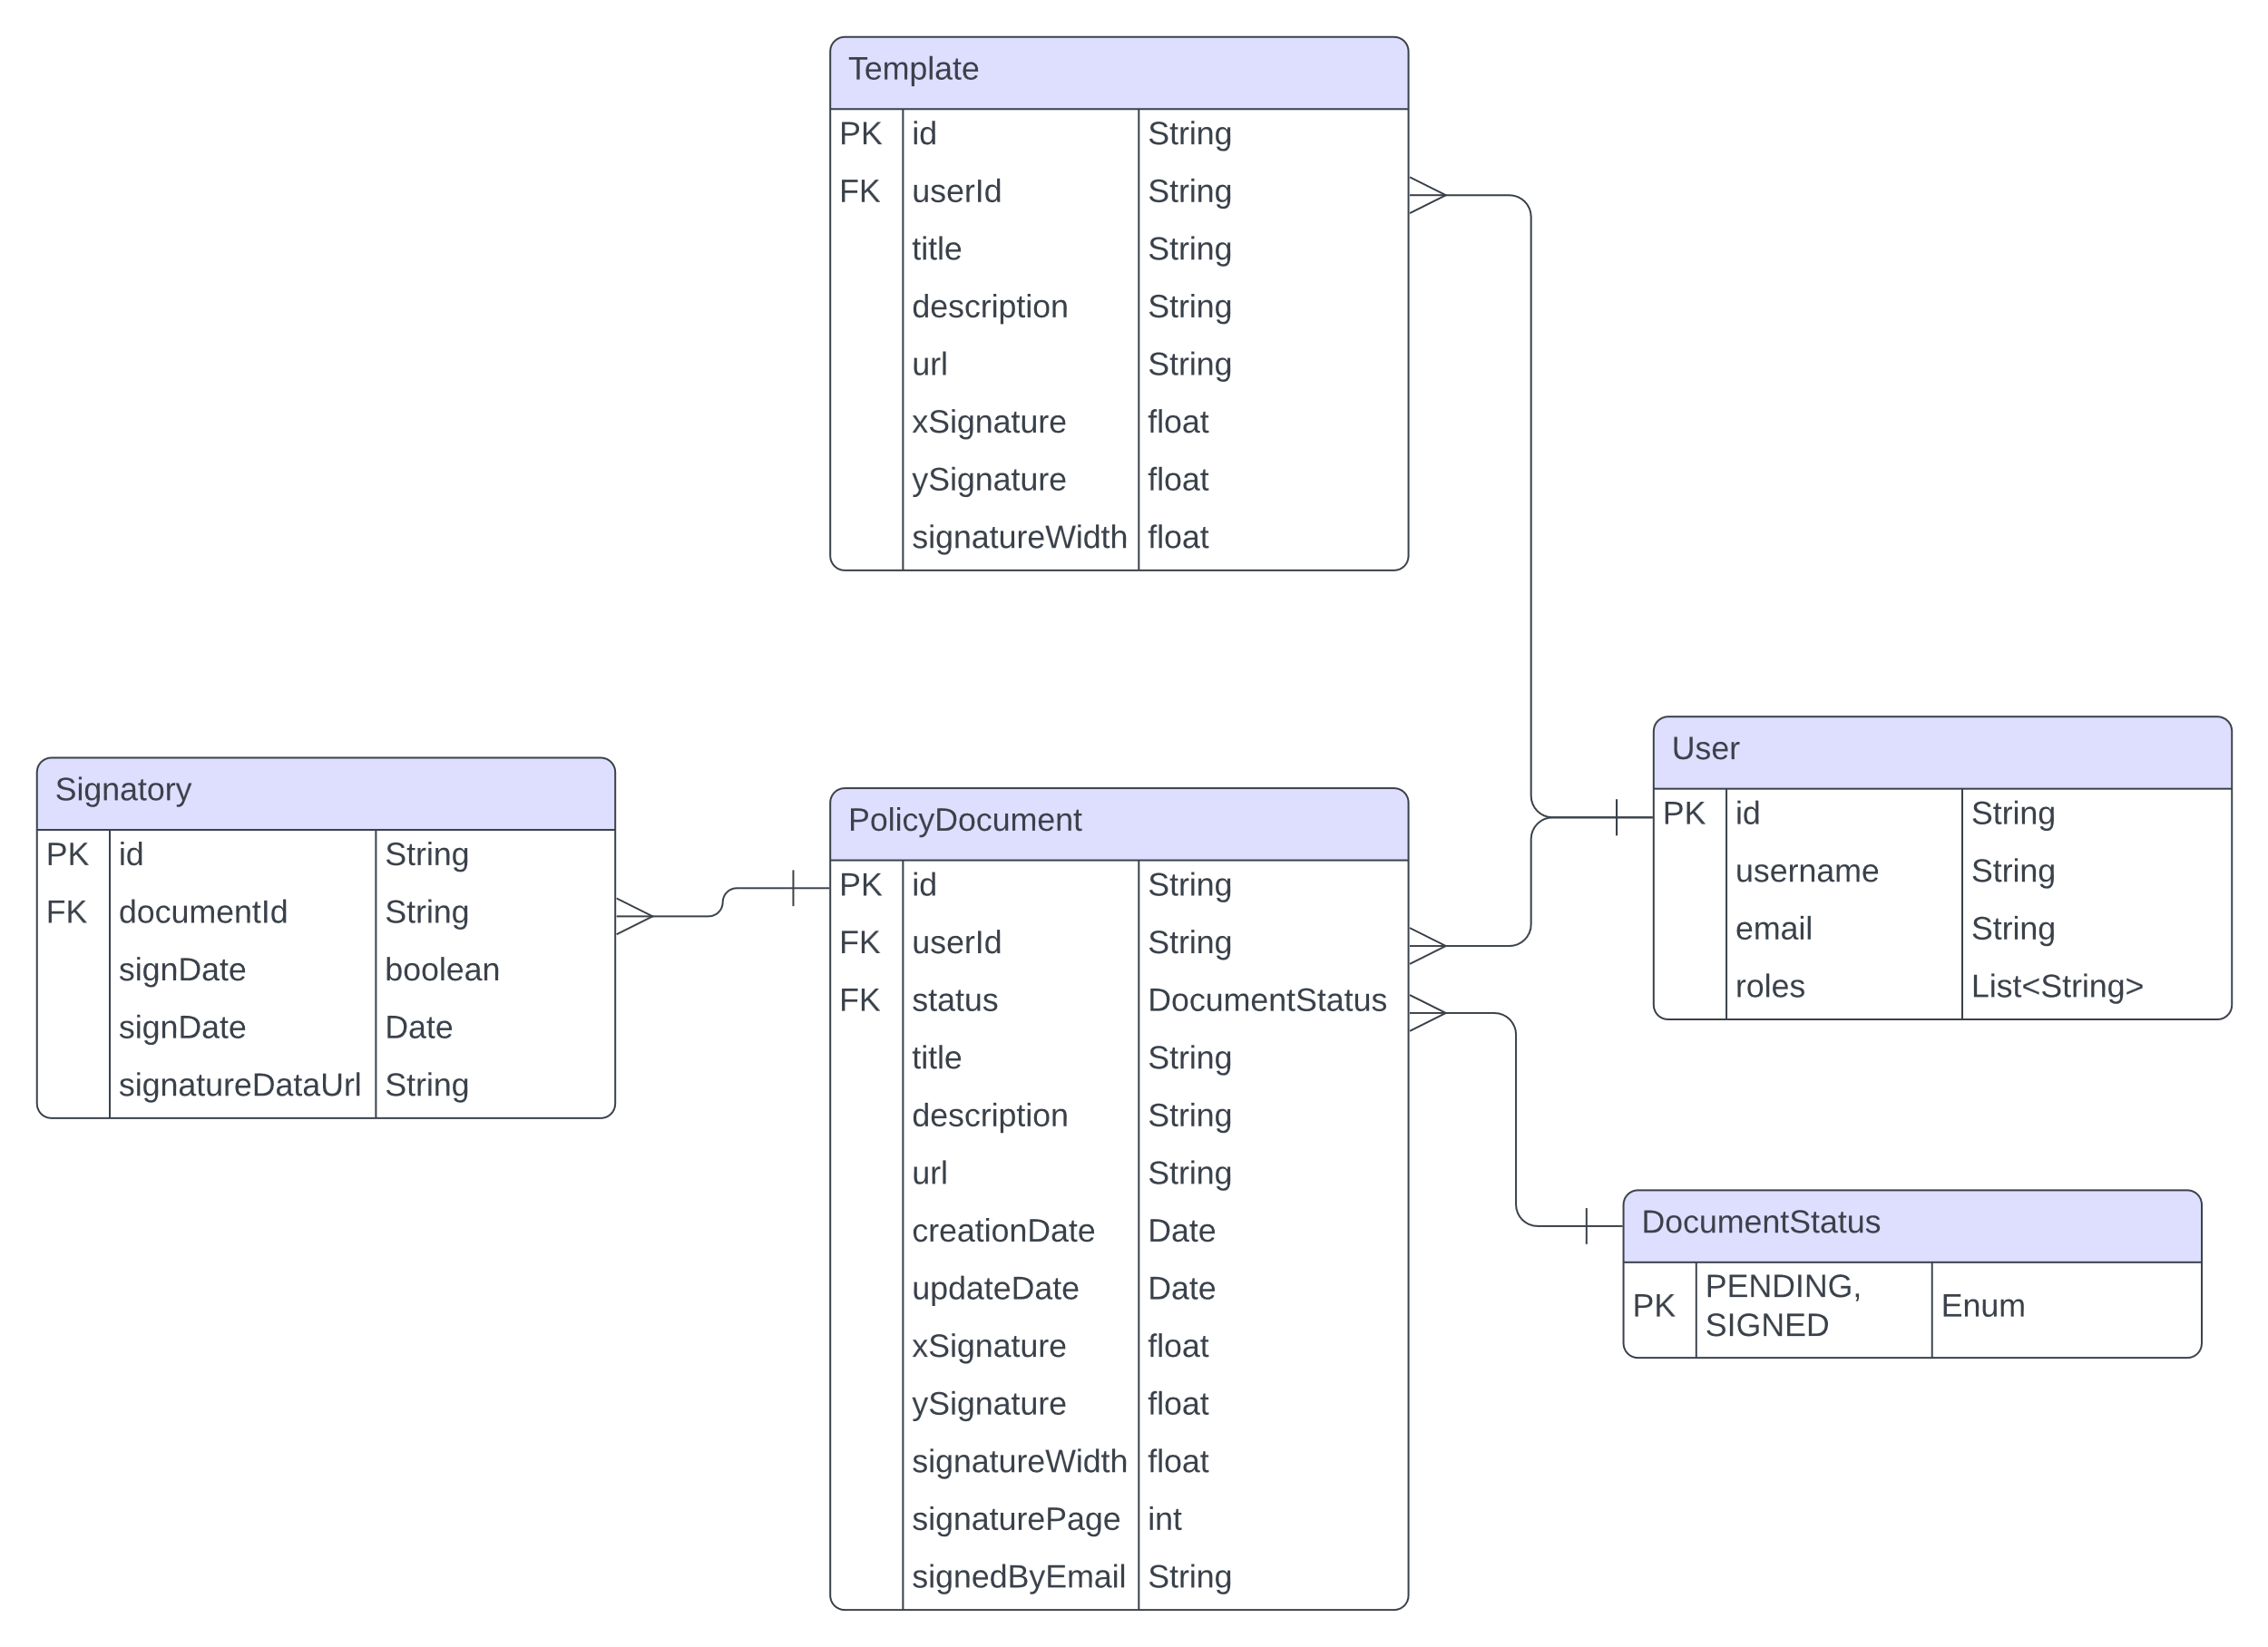 Template
PK id String
FK userId String
title String
description String
url String
xSignature float
ySignature float
signatureWidth float
Signatory
PK id String
FK documentId String
signDate boolean
signDate Date
signatureDataUrl String
PolicyDocument
PK id String
FK userId String
FK status DocumentStatus
title String
description String
url String
creationDate Date
updateDate Date
xSignature float
ySignature float
signatureWidth float
signaturePage int
signedByEmail String
User
PK id String
username String
email String
roles List<String>
DocumentStatus
PK PENDING, Enum
SIGNED